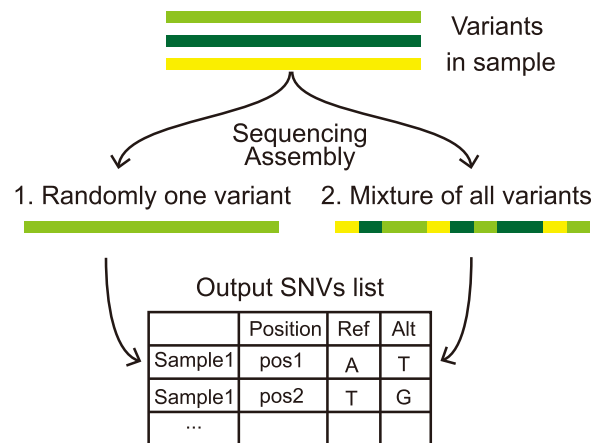 Variants
in sample
Sequencing
Assembly
1. Randomly one variant
2. Mixture of all variants
Output SNVs list
Position Ref Alt
Sample1 pos1 A T
Sample1 pos2 T G
...